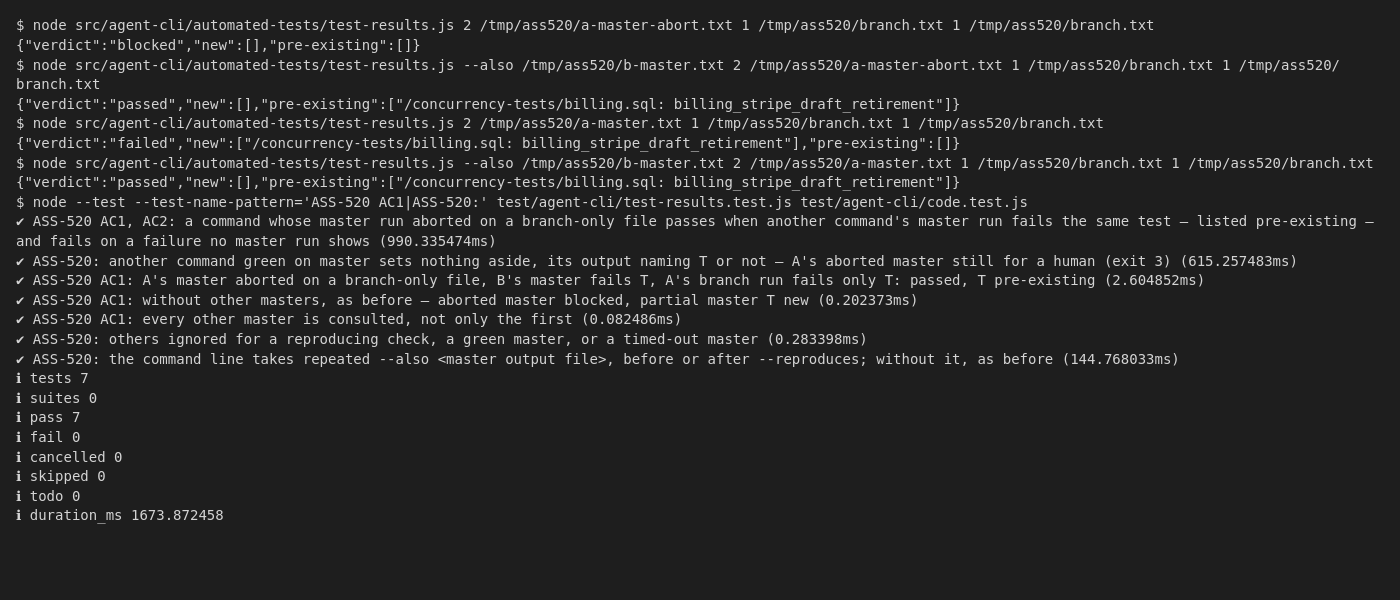 $ node src/agent-cli/automated-tests/test-results.js 2 /tmp/ass520/a-master-abort.txt 1 /tmp/ass520/branch.txt 1 /tmp/ass520/branch.txt
{"verdict":"blocked","new":[],"pre-existing":[]}
$ node src/agent-cli/automated-tests/test-results.js --also /tmp/ass520/b-master.txt 2 /tmp/ass520/a-master-abort.txt 1 /tmp/ass520/branch.txt 1 /tmp/ass520/
branch.txt
{"verdict":"passed","new":[],"pre-existing":["/concurrency-tests/billing.sql: billing_stripe_draft_retirement"]}
$ node src/agent-cli/automated-tests/test-results.js 2 /tmp/ass520/a-master.txt 1 /tmp/ass520/branch.txt 1 /tmp/ass520/branch.txt
{"verdict":"failed","new":["/concurrency-tests/billing.sql: billing_stripe_draft_retirement"],"pre-existing":[]}
$ node src/agent-cli/automated-tests/test-results.js --also /tmp/ass520/b-master.txt 2 /tmp/ass520/a-master.txt 1 /tmp/ass520/branch.txt 1 /tmp/ass520/branch.txt
{"verdict":"passed","new":[],"pre-existing":["/concurrency-tests/billing.sql: billing_stripe_draft_retirement"]}
$ node --test --test-name-pattern='ASS-520 AC1|ASS-520:' test/agent-cli/test-results.test.js test/agent-cli/code.test.js
✔ ASS-520 AC1, AC2: a command whose master run aborted on a branch-only file passes when another command's master run fails the same test — listed pre-existing —
and fails on a failure no master run shows (990.335474ms)
✔ ASS-520: another command green on master sets nothing aside, its output naming T or not — A's aborted master still for a human (exit 3) (615.257483ms)
✔ ASS-520 AC1: A's master aborted on a branch-only file, B's master fails T, A's branch run fails only T: passed, T pre-existing (2.604852ms)
✔ ASS-520 AC1: without other masters, as before — aborted master blocked, partial master T new (0.202373ms)
✔ ASS-520 AC1: every other master is consulted, not only the first (0.082486ms)
✔ ASS-520: others ignored for a reproducing check, a green master, or a timed-out master (0.283398ms)
✔ ASS-520: the command line takes repeated --also <master output file>, before or after --reproduces; without it, as before (144.768033ms)
ℹ tests 7
ℹ suites 0
ℹ pass 7
ℹ fail 0
ℹ cancelled 0
ℹ skipped 0
ℹ todo 0
ℹ duration_ms 1673.872458